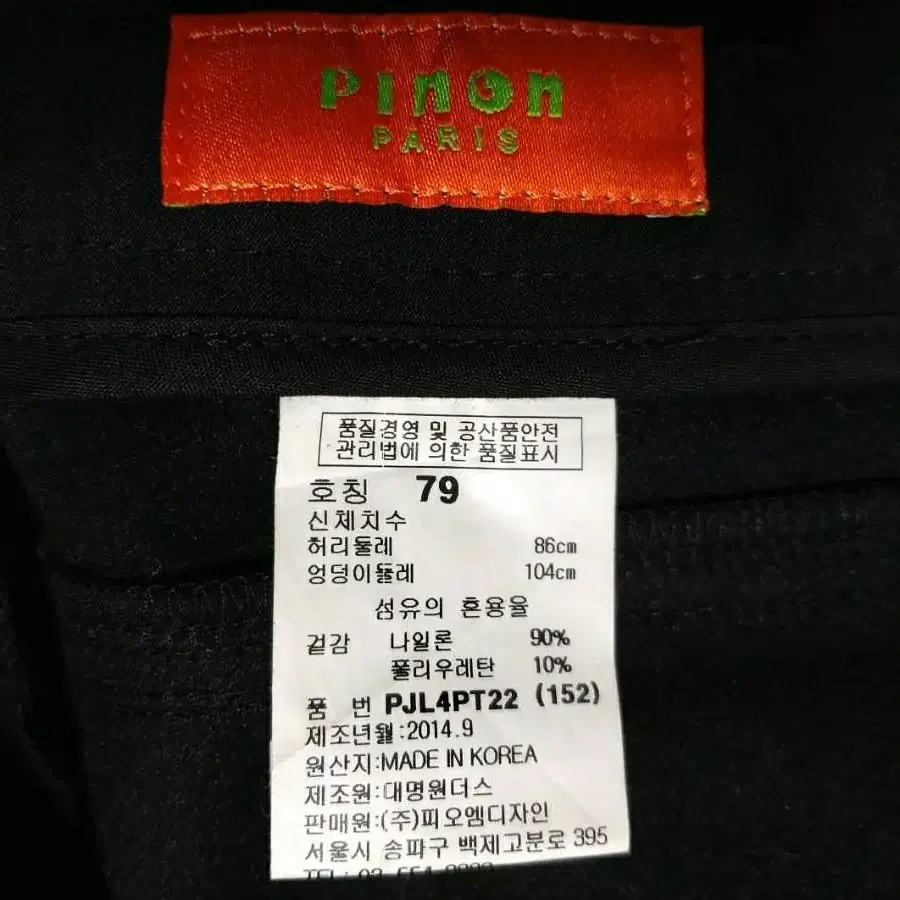 Pinon
PARIS
품질경영 및 공산품안전
관리법에 의한 품질표시
호칭 79
신체치수
허리둘레 86cm
엉덩이둘레 104cm
섬유의 혼용율
겉감 나일론 90%
폴리우레탄 10%
품 번 PJL4PT22 (152)
제조년월:2014.9
원산지:MADE IN KOREA
제조원:대명원더스
판매원:(주)피오엠디자인
서울시 송파구 백제고분로 395
TEL: 02